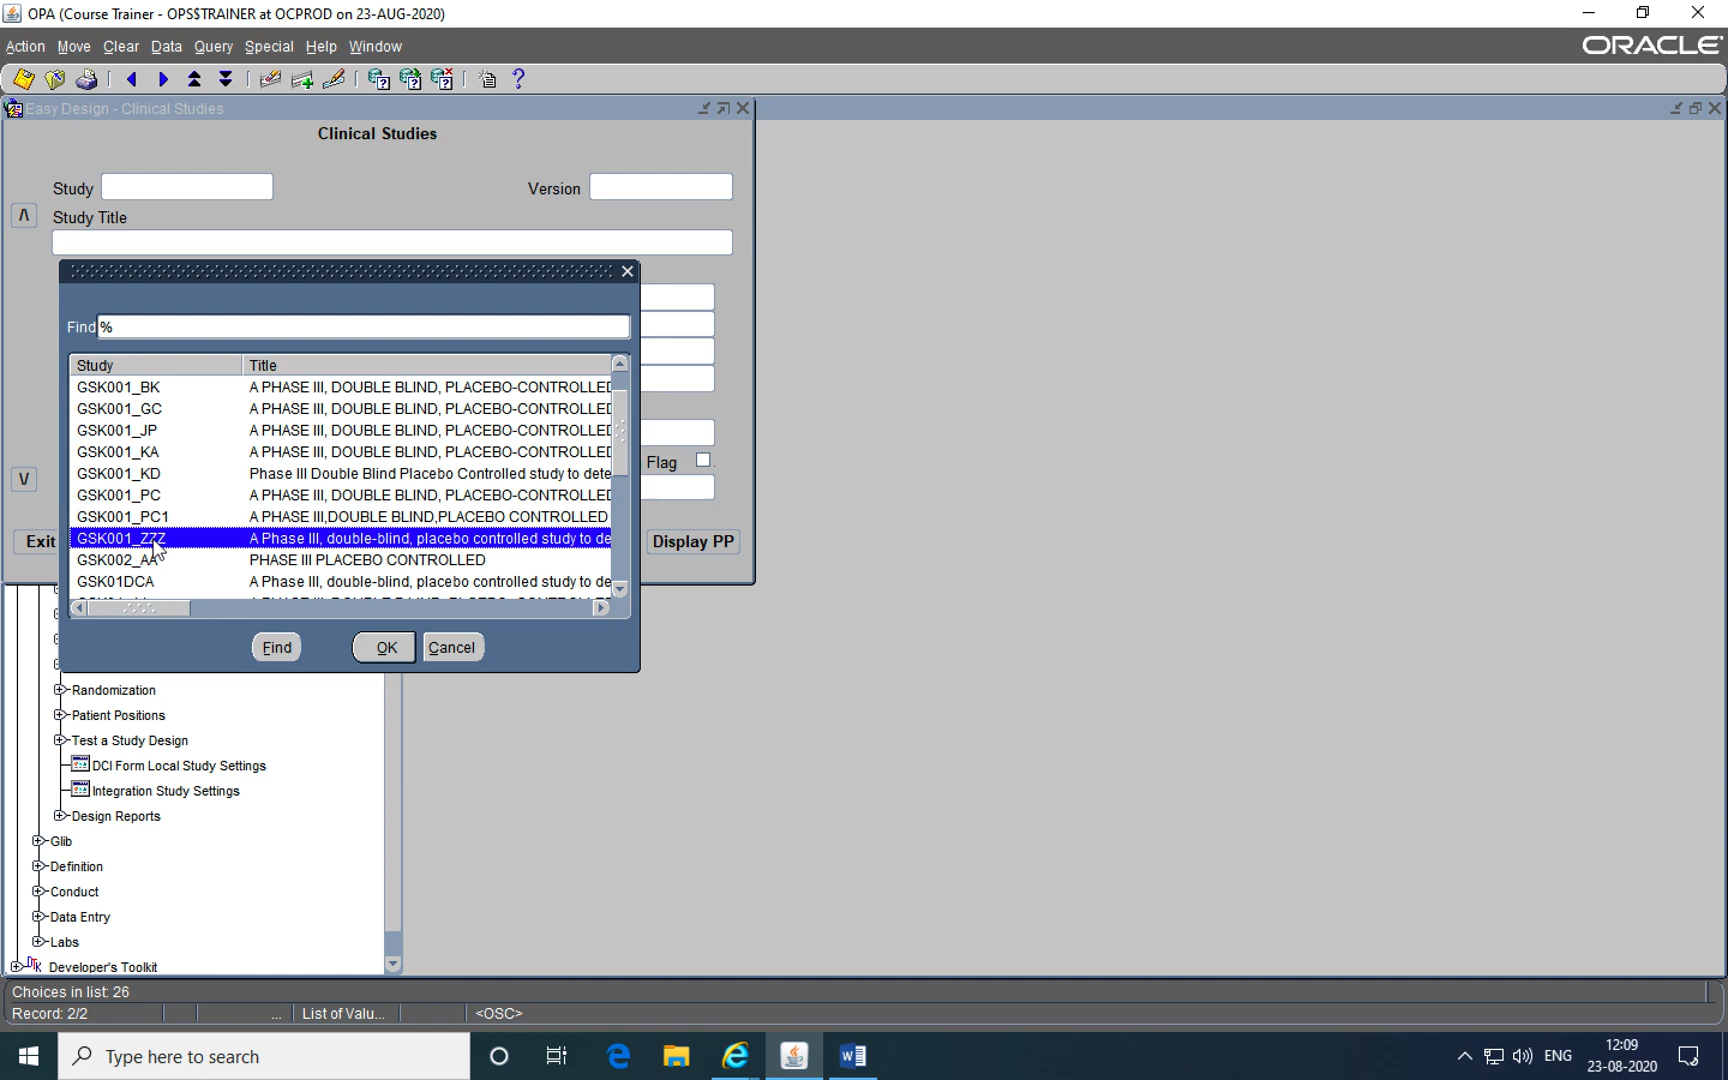 OPA (Course Trainer - OPS$TRAINER at OCPROD on 23-AUG-2020)
Action Move Clear Data Query Special Help Window
ORACLE
Easy Design - Clinical Studies
Clinical Studies
Study
Version
Study Title
Find %
Study Title
GSK001_BK A PHASE III, DOUBLE BLIND, PLACEBO-CONTROLLED
GSK001_GC A PHASE III, DOUBLE BLIND, PLACEBO-CONTROLLED
GSK001_JP A PHASE III, DOUBLE BLIND, PLACEBO-CONTROLLED
GSK001_KA A PHASE III, DOUBLE BLIND, PLACEBO-CONTROLLED
GSK001_KD Phase III Double Blind Placebo Controlled study to dete
GSK001_PC A PHASE III, DOUBLE BLIND, PLACEBO-CONTROLLED
GSK001_PC1 A PHASE III,DOUBLE BLIND,PLACEBO CONTROLLED
GSK001_ZZZ A Phase III, double-blind, placebo controlled study to de
GSK002_AA PHASE III PLACEBO CONTROLLED
GSK01DCA A Phase III, double-blind, placebo controlled study to de
Flag
Exit
Display PP
Find OK Cancel
Randomization
Patient Positions
Test a Study Design
DCI Form Local Study Settings
Integration Study Settings
Design Reports
Glib
Definition
Conduct
Data Entry
Labs
Developer's Toolkit
Choices in list: 26
Record: 2/2 ... List of Valu... <OSC>
Type here to search
ENG
12:09
23-08-2020